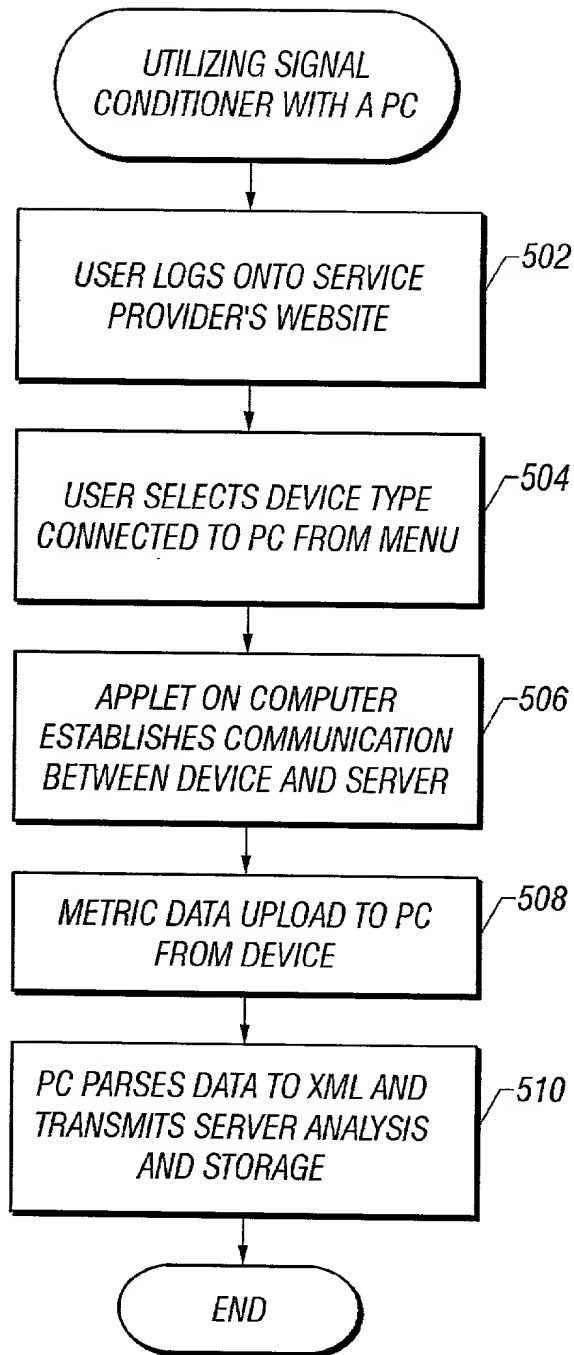 UTILIZING SIGNAL
CONDITIONER WITH A PC
502
USER LOGS ONTO SERVICE
PROVIDER'S WEBSITE
504
USER SELECTS DEVICE TYPE
CONNECTED TO PC FROM MENU
506
APPLET ON COMPUTER
ESTABLISHES COMMUNICATION
BETWEEN DEVICE AND SERVER
508
METRIC DATA UPLOAD TO PC
FROM DEVICE
510
PC PARSES DATA TO XML AND
TRANSMITS SERVER ANALYSIS
AND STORAGE
END